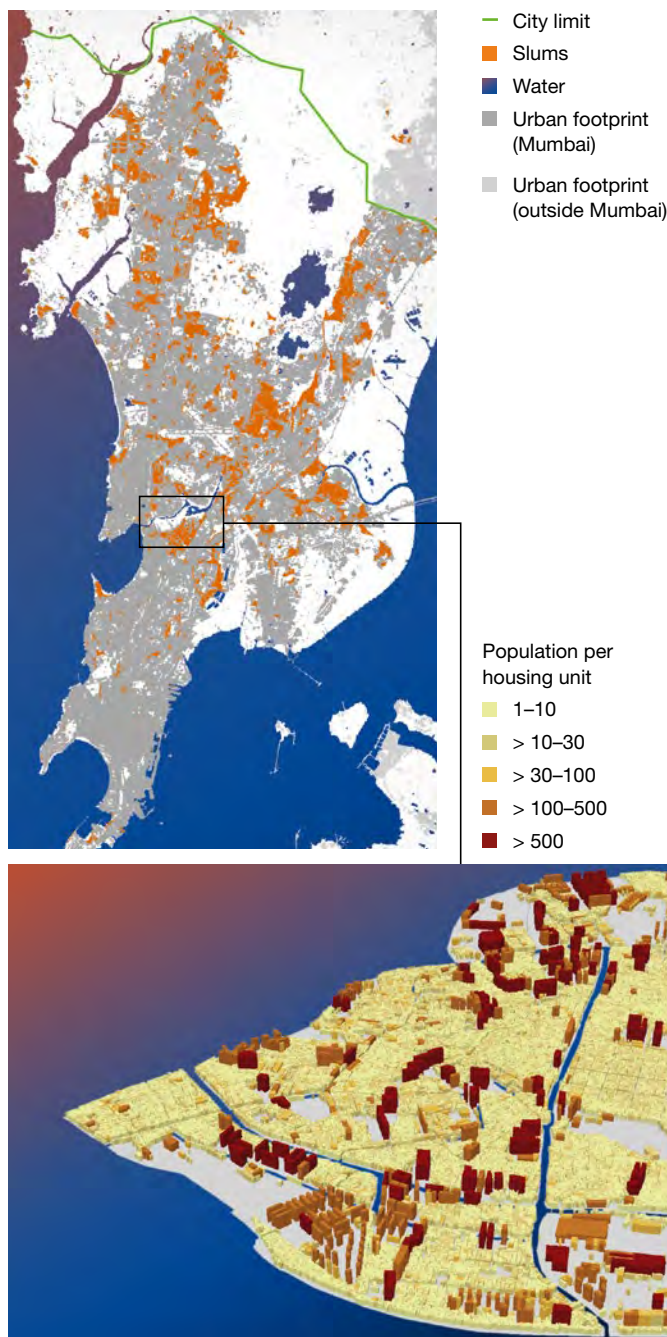 City limit
Slums
Water
Urban footprint
(Mumbai)
Urban footprint
(outside Mumbai)
Population per
housing unit
1–10
> 10–30
> 30–100
> 100–500
> 500